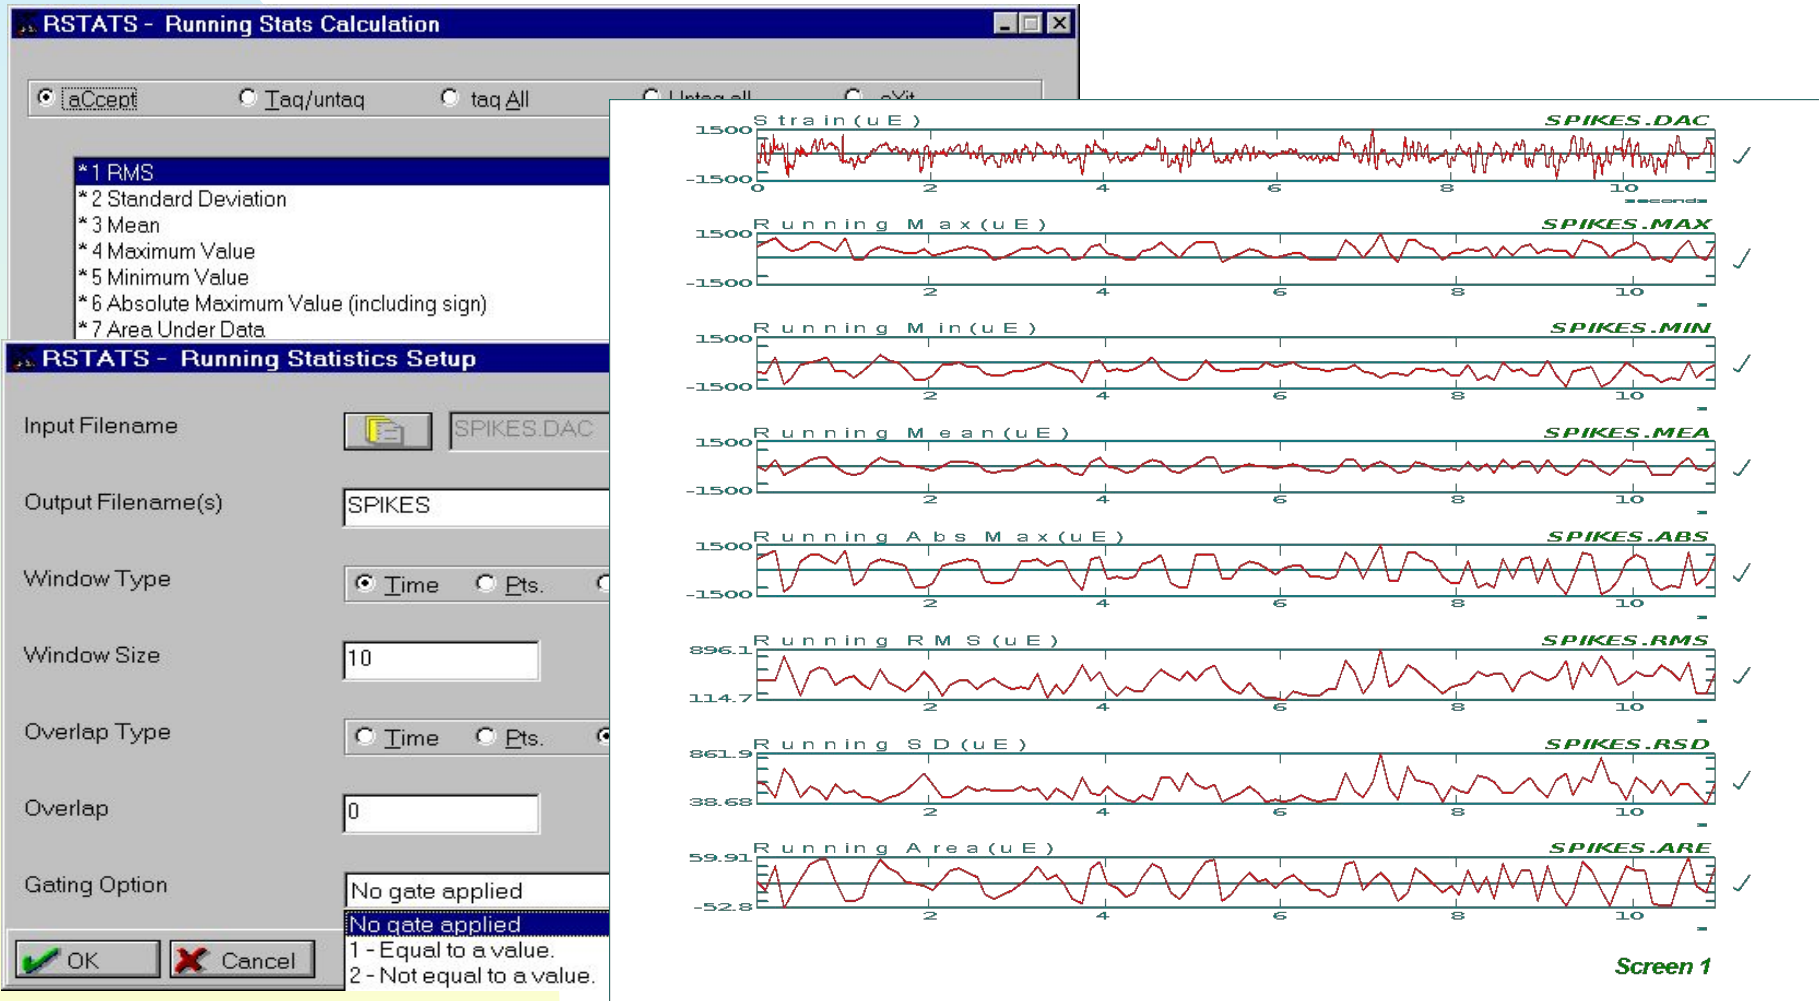 RSTATS - Running Stats Calculation
aCcept Tag/untag tag All Untag all eXit
* 1 RMS
* 2 Standard Deviation
* 3 Mean
* 4 Maximum Value
* 5 Minimum Value
* 6 Absolute Maximum Value (including sign)
* 7 Area Under Data
RSTATS - Running Statistics Setup
Input Filename SPIKES.DAC
Output Filename(s) SPIKES
Window Type Time Pts.
Window Size 10
Overlap Type Time Pts.
Overlap 0
Gating Option No gate applied
No gate applied
1 - Equal to a value.
2 - Not equal to a value.
OK Cancel
Strain(uE) SPIKES.DAC
1500
-1500
0 2 4 6 8 10
seconds
Running Max(uE) SPIKES.MAX
1500
-1500
2 4 6 8 10
Running Min(uE) SPIKES.MIN
1500
-1500
2 4 6 8 10
Running Mean(uE) SPIKES.MEA
1500
-1500
2 4 6 8 10
Running Abs Max(uE) SPIKES.ABS
1500
-1500
2 4 6 8 10
Running RMS(uE) SPIKES.RMS
896.1
114.7
2 4 6 8 10
Running SD(uE) SPIKES.RSD
861.9
38.68
2 4 6 8 10
Running Area(uE) SPIKES.ARE
59.91
-52.8
2 4 6 8 10
Screen 1